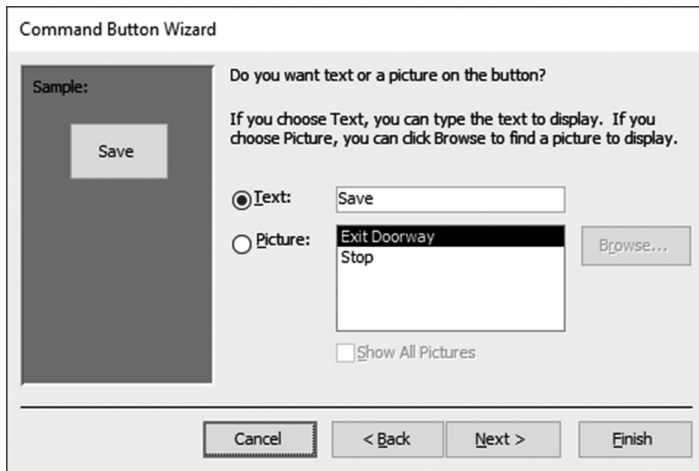 Command Button Wizard
Sample:
Save
Do you want text or a picture on the button?
If you choose Text, you can type the text to display. If you
choose Picture, you can click Browse to find a picture to display.
Text: Save
Picture: Exit Doorway
Stop
Browse...
Show All Pictures
Cancel < Back Next > Finish